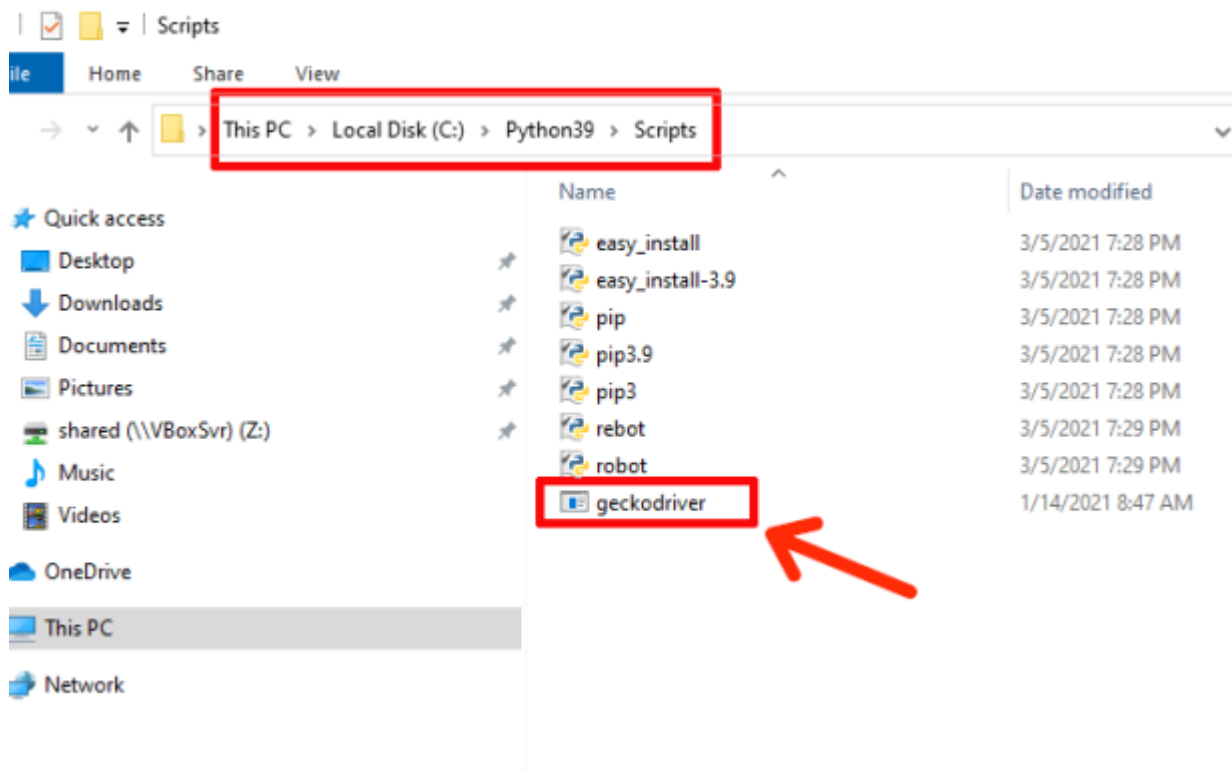 Scripts
ile Home Share View
This PC > Local Disk (C:) > Python39 > Scripts
Name Date modified
Quick access
Desktop
Downloads
Documents
Pictures
shared (\\VBoxSvr) (Z:)
Music
Videos
OneDrive
This PC
Network
easy_install 3/5/2021 7:28 PM
easy_install-3.9 3/5/2021 7:28 PM
pip 3/5/2021 7:28 PM
pip3.9 3/5/2021 7:28 PM
pip3 3/5/2021 7:28 PM
rebot 3/5/2021 7:29 PM
robot 3/5/2021 7:29 PM
geckodriver 1/14/2021 8:47 AM